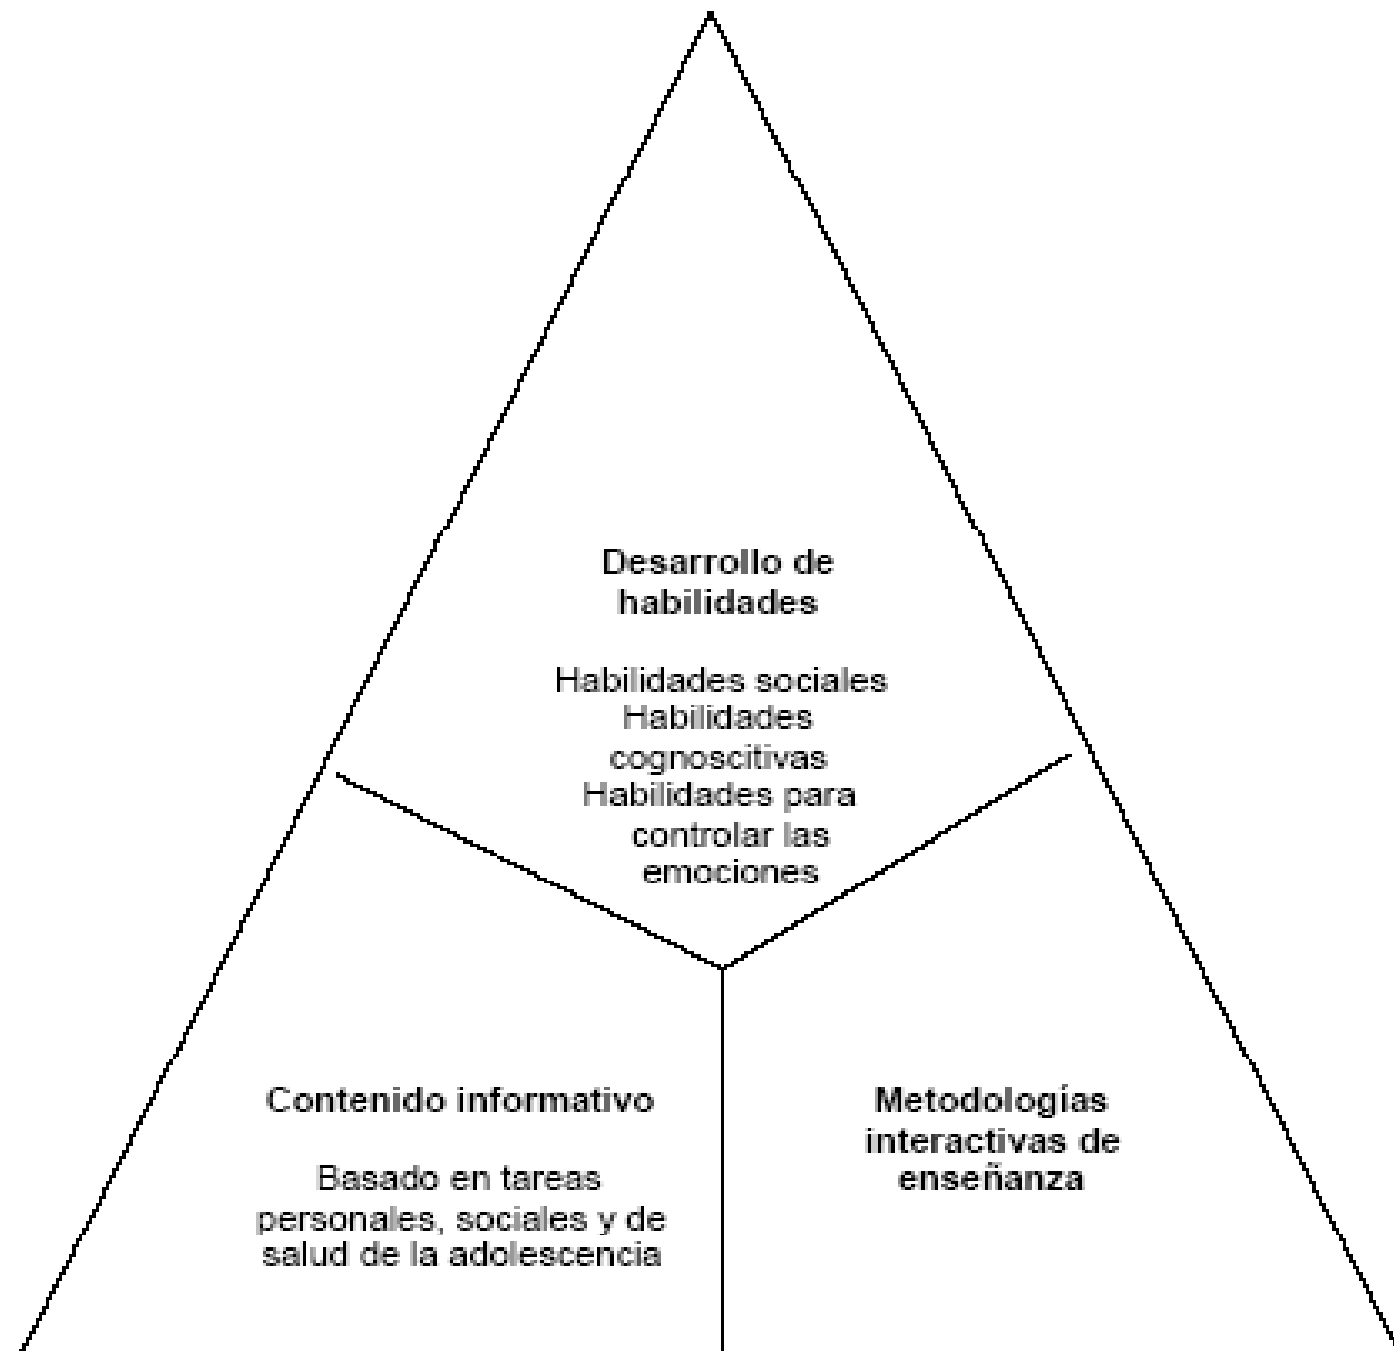 Desarrollo de
habilidades
Habilidades sociales
Habilidades
cognoscitivas
Habilidades para
controlar las
emociones
Contenido informativo
Basado en tareas
personales, sociales y de
salud de la adolescencia
Metodologías
interactivas de
enseñanza